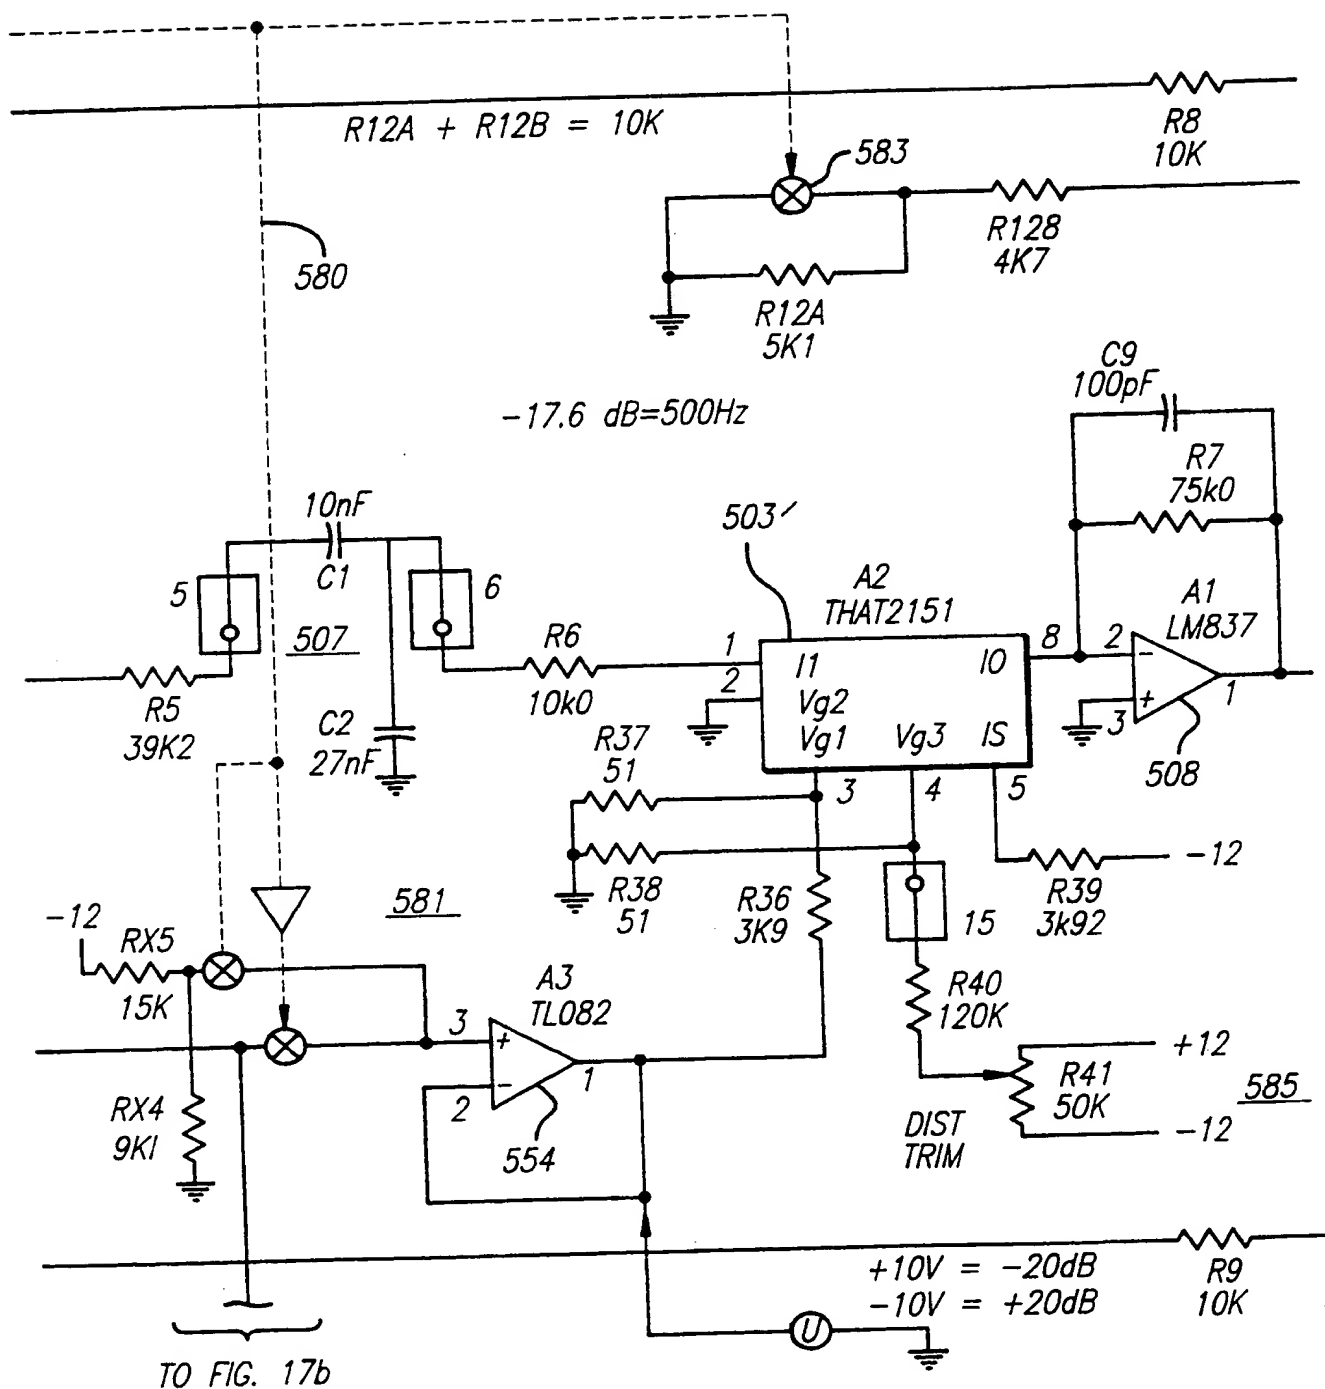 R12A + R12B = 10K
R8
10K
583
580
R128
4K7
R12A
5K1
-17.6 dB=500Hz
C9
100pF
R7
75k0
10nF
C1
503′
5
6
507
A2
THAT2151
A1
LM837
R5
39K2
R6
10k0
1
2
I1
Vg2
Vg1
Vg3
IO
IS
8
2
-
+
3
1
508
C2
27nF
R37
51
3
4
5
R38
51
R36
3K9
15
R39
3k92
-12
-12
RX5
15K
581
A3
TL082
3
+
-
2
1
554
R40
120K
+12
R41
50K
585
-12
DIST
TRIM
RX4
9KI
+10V = -20dB
-10V = +20dB
R9
10K
U
TO FIG. 17b